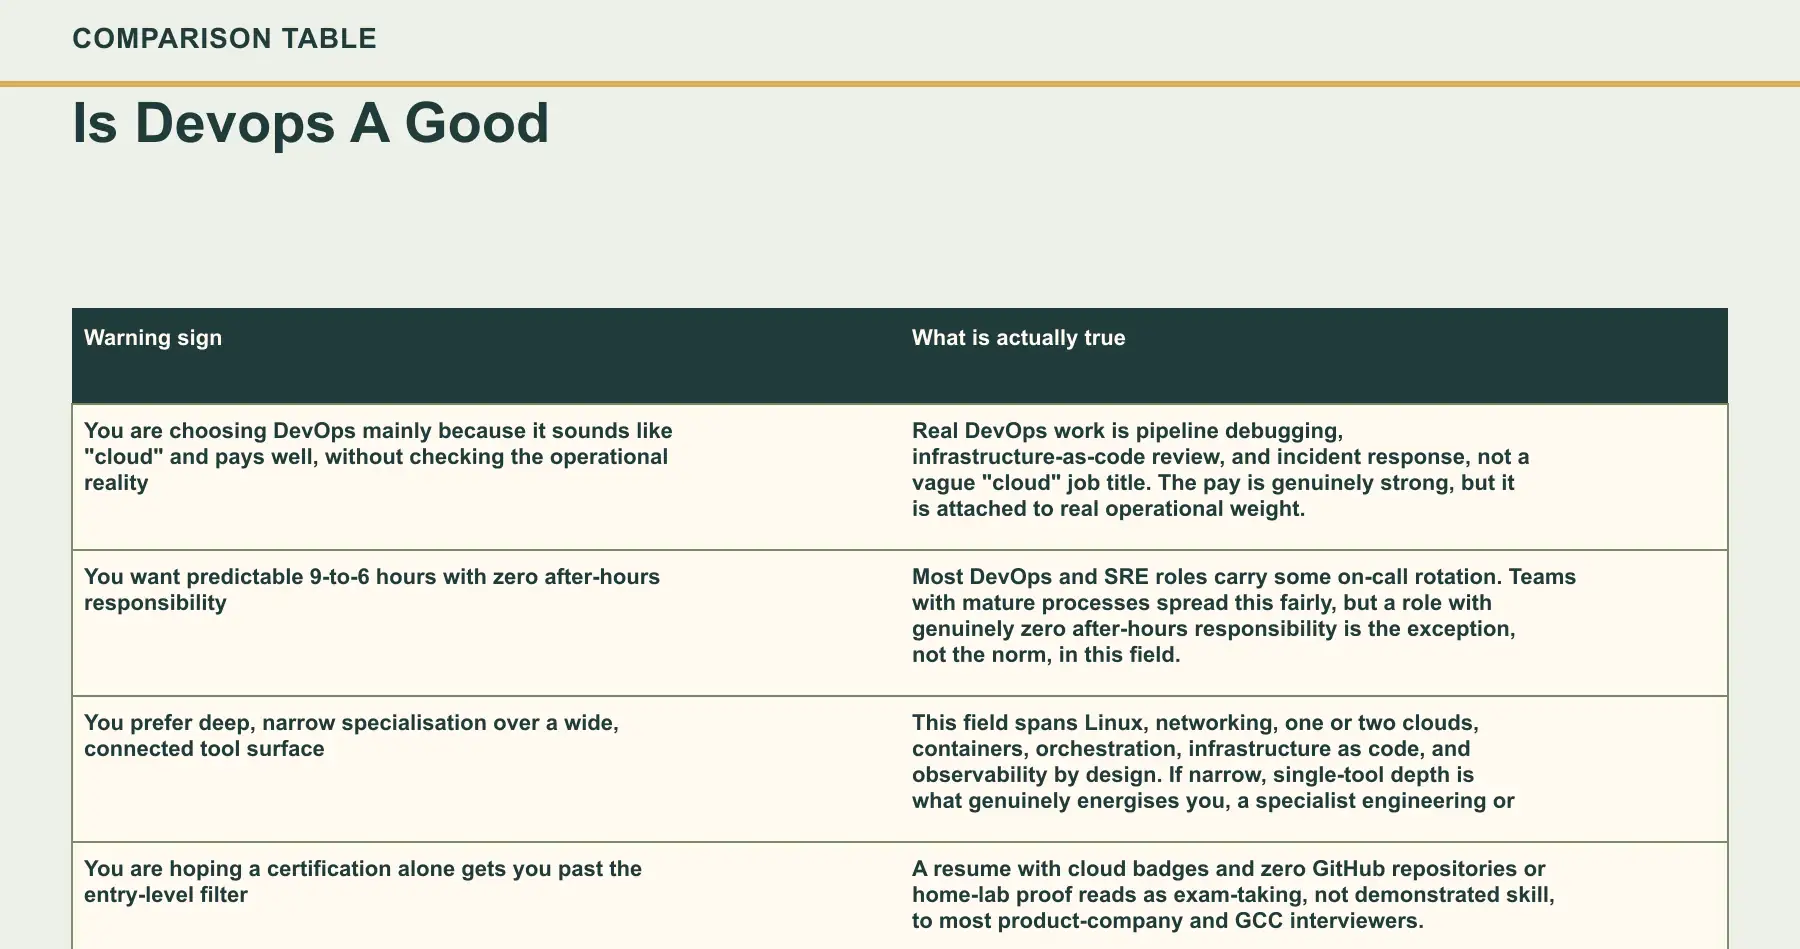 COMPARISON TABLE
Is Devops A Good
Warning sign
What is actually true
You are choosing DevOps mainly because it sounds like
"cloud" and pays well, without checking the operational
reality
Real DevOps work is pipeline debugging,
infrastructure-as-code review, and incident response, not a
vague "cloud" job title. The pay is genuinely strong, but it
is attached to real operational weight.
You want predictable 9-to-6 hours with zero after-hours
responsibility
Most DevOps and SRE roles carry some on-call rotation. Teams
with mature processes spread this fairly, but a role with
genuinely zero after-hours responsibility is the exception,
not the norm, in this field.
You prefer deep, narrow specialisation over a wide,
connected tool surface
This field spans Linux, networking, one or two clouds,
containers, orchestration, infrastructure as code, and
observability by design. If narrow, single-tool depth is
what genuinely energises you, a specialist engineering or
You are hoping a certification alone gets you past the
entry-level filter
A resume with cloud badges and zero GitHub repositories or
home-lab proof reads as exam-taking, not demonstrated skill,
to most product-company and GCC interviewers.